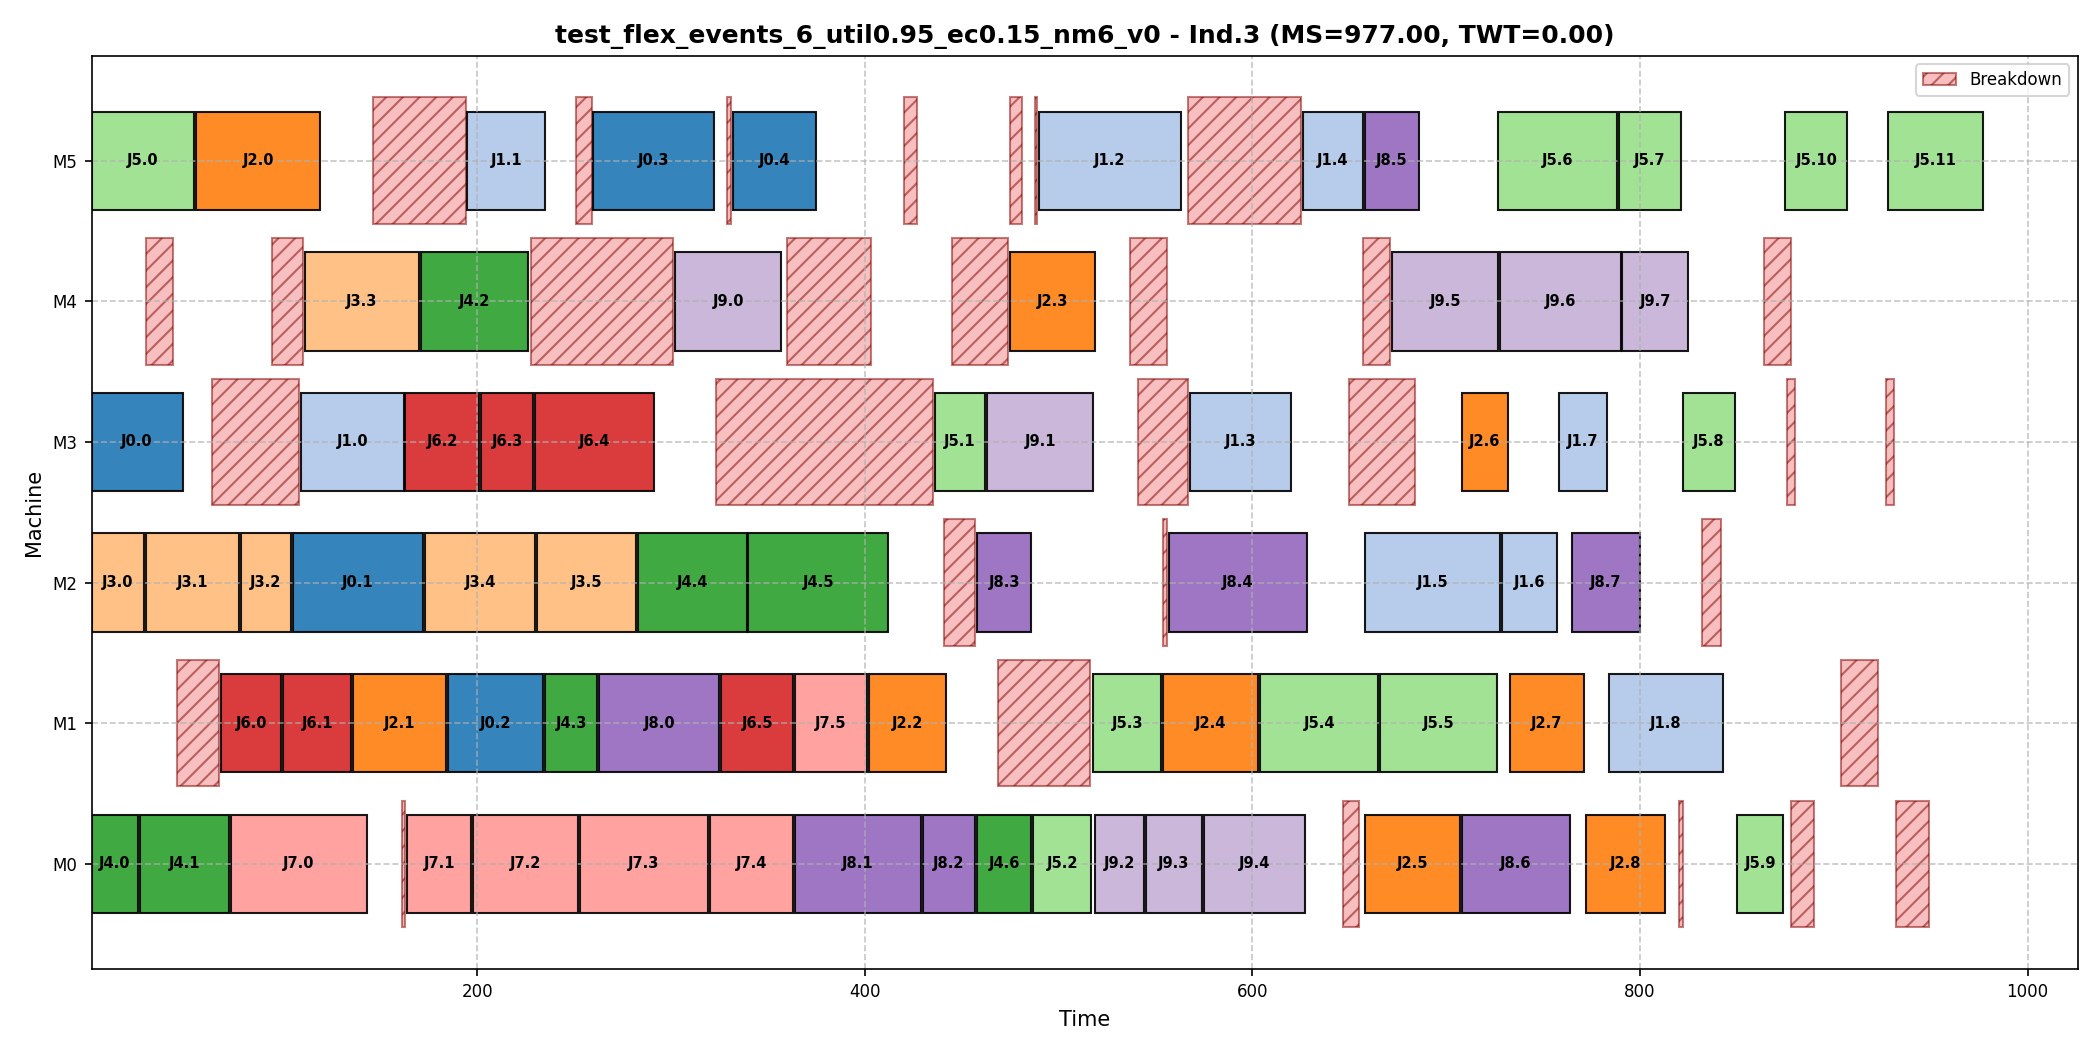 test_flex_events_6_util0.95_ec0.15_nm6_v0 - Ind.3 (MS=977.00, TWT=0.00)
Breakdown
M5
J5.0 J2.0 J1.1 J0.3 J0.4 J1.2 J1.4 J8.5 J5.6 J5.7 J5.10 J5.11
M4
J3.3 J4.2 J9.0 J2.3 J9.5 J9.6 J9.7
M3
J0.0 J1.0 J6.2 J6.3 J6.4 J5.1 J9.1 J1.3 J2.6 J1.7 J5.8
M2
J3.0 J3.1 J3.2 J0.1 J3.4 J3.5 J4.4 J4.5 J8.3 J8.4 J1.5 J1.6 J8.7
M1
J6.0 J6.1 J2.1 J0.2 J4.3 J8.0 J6.5 J7.5 J2.2 J5.3 J2.4 J5.4 J5.5 J2.7 J1.8
M0
J4.0 J4.1 J7.0 J7.1 J7.2 J7.3 J7.4 J8.1 J8.2 J4.6 J5.2 J9.2 J9.3 J9.4 J2.5 J8.6 J2.8 J5.9
Machine
200 400 600 800 1000
Time